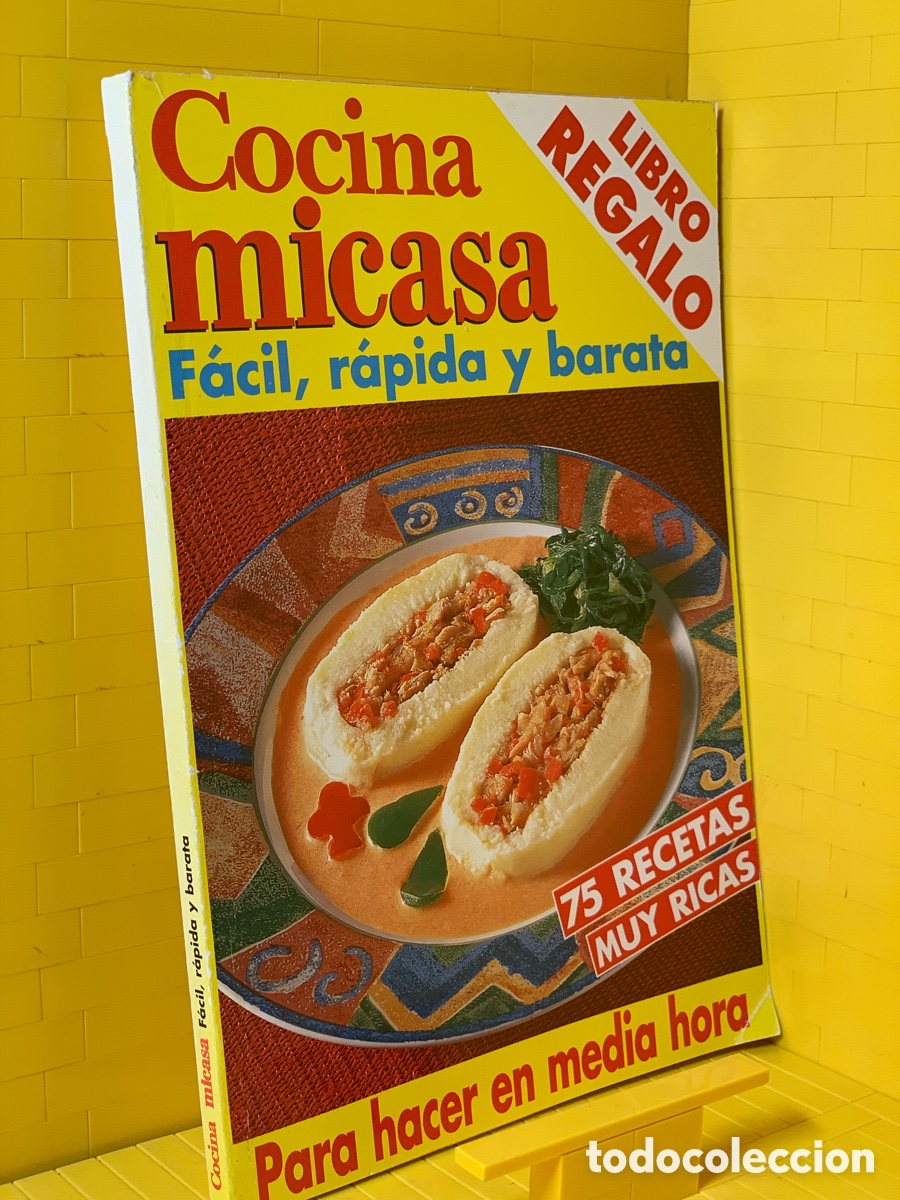 Cocina
micasa
Fácil, rápida y barata
LIBRO
REGALO
75 RECETAS
MUY RICAS
Para hacer en media hora
Cocina micasa Fácil, rápida y barata
todocoleccion